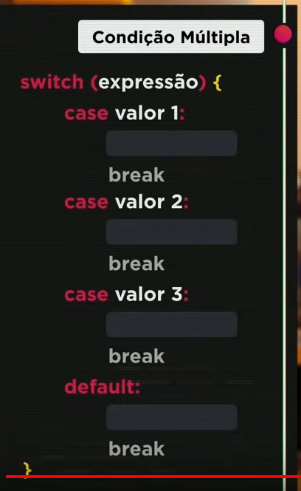 Condição Múltipla
switch (expressão) {
case valor 1:
break
case valor 2:
break
case valor 3:
break
default:
break
}